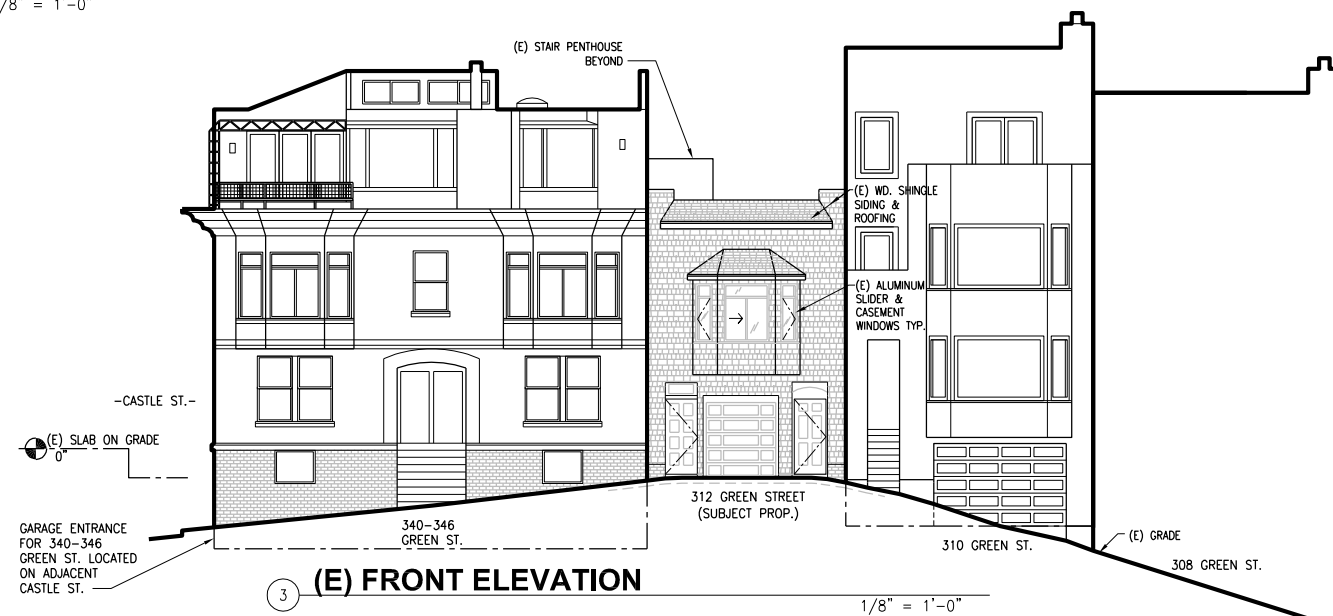 /8" = 1'-0"
(E) STAIR PENTHOUSE
BEYOND
(E) WD. SHINGLE
SIDING &
ROOFING
(E) ALUMINUM
SLIDER &
CASEMENT
WINDOWS TYP.
-CASTLE ST.-
(E) SLAB ON GRADE
0"
GARAGE ENTRANCE
FOR 340-346
GREEN ST. LOCATED
ON ADJACENT
CASTLE ST.
340-346
GREEN ST.
312 GREEN STREET
(SUBJECT PROP.)
310 GREEN ST.
(E) GRADE
308 GREEN ST.
3 (E) FRONT ELEVATION
1/8" = 1'-0"